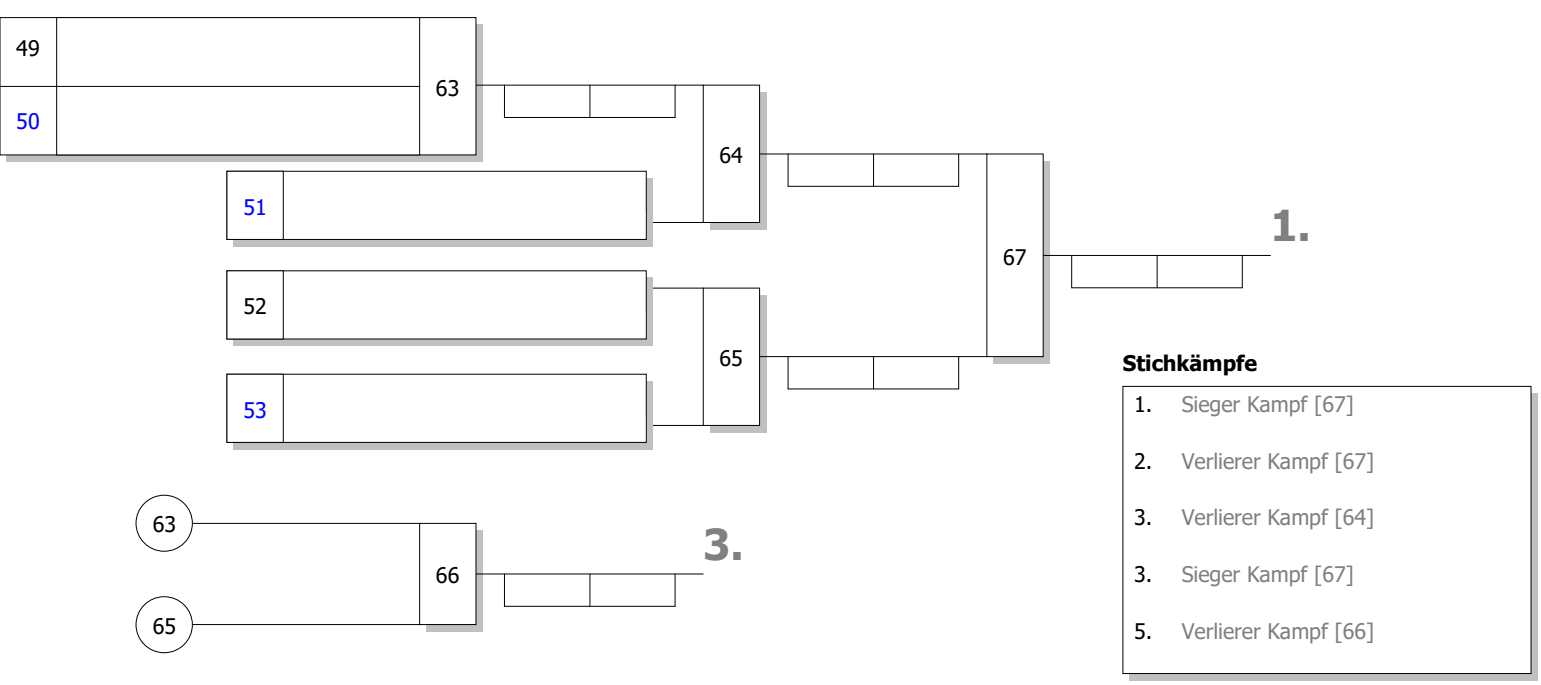 49
63
50
64
51
1.
67
52
65
Stichkämpfe
53
1. Sieger Kampf [67]
2. Verlierer Kampf [67]
63
3. Verlierer Kampf [64]
3.
66
3. Sieger Kampf [67]
65
5. Verlierer Kampf [66]